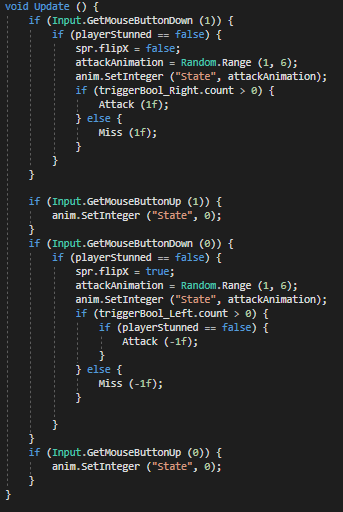 void Update () {
if (Input.GetMouseButtonDown (1)) {
if (playerStunned == false) {
spr.flipX = false;
attackAnimation = Random.Range (1, 6);
anim.SetInteger ("State", attackAnimation);
if (triggerBool_Right.count > 0) {
Attack (1f);
} else {
Miss (1f);
}
}
}
if (Input.GetMouseButtonUp (1)) {
anim.SetInteger ("State", 0);
}
if (Input.GetMouseButtonDown (0)) {
if (playerStunned == false) {
spr.flipX = true;
attackAnimation = Random.Range (1, 6);
anim.SetInteger ("State", attackAnimation);
if (triggerBool_Left.count > 0) {
if (playerStunned == false) {
Attack (-1f);
}
} else {
Miss (-1f);
}
}
}
if (Input.GetMouseButtonUp (0)) {
anim.SetInteger ("State", 0);
}
}